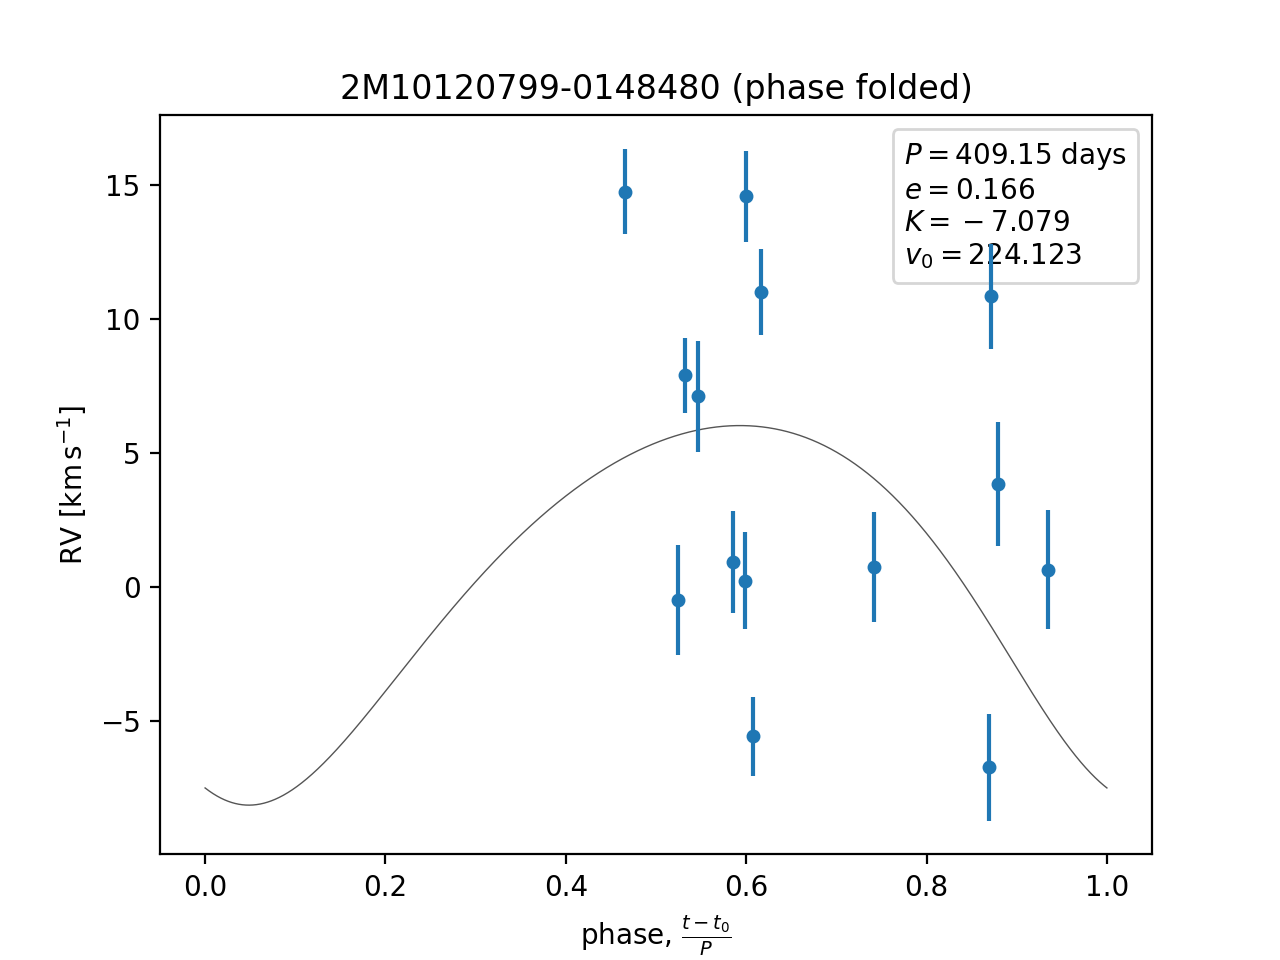 2M10120799-0148480 (phase folded)
P = 409.15 days
e = 0.166
K = −7.079
v₀ = 224.123
15
10
5
0
−5
RV [km s⁻¹]
0.0 0.2 0.4 0.6 0.8 1.0
phase, (t − t₀)/P